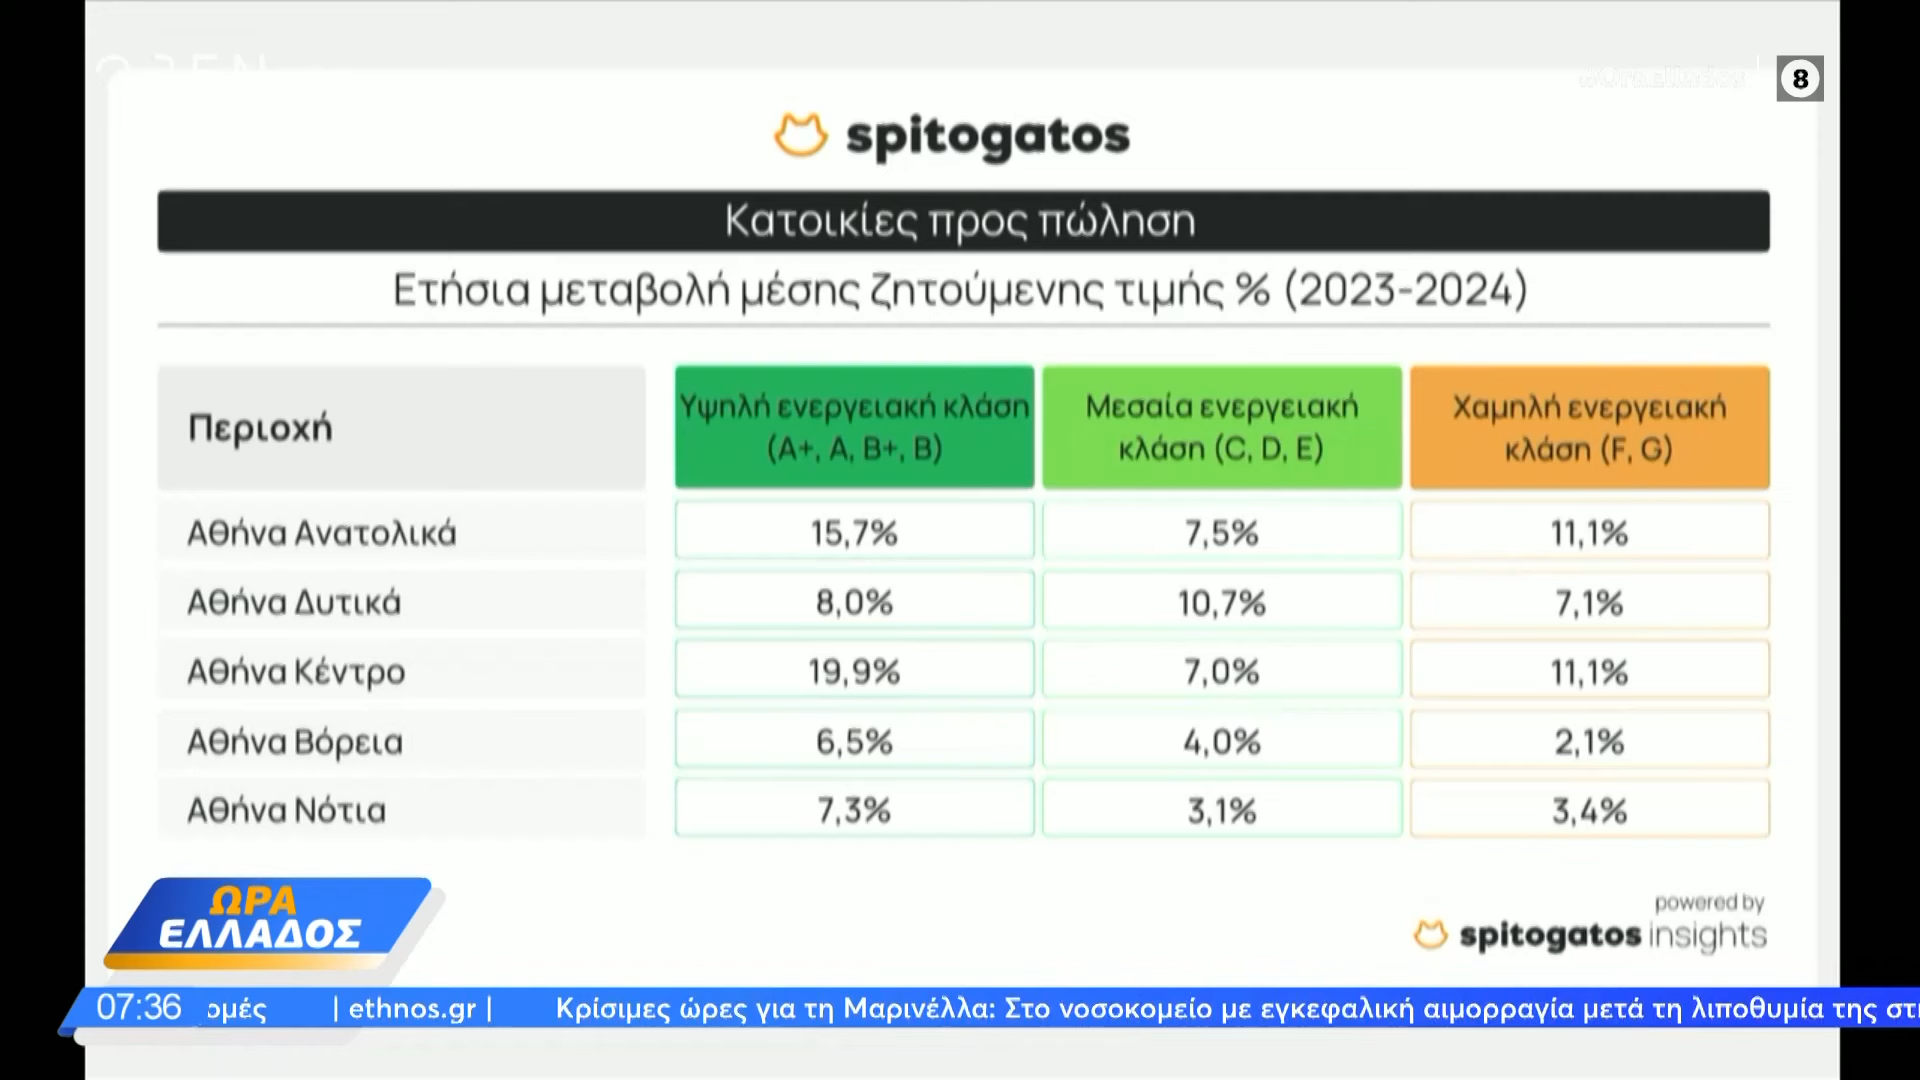 OPEN
8
spitogatos
Κατοικίες προς πώληση
Ετήσια μεταβολή μέσης ζητούμενης τιμής % (2023-2024)
Περιοχή
Υψηλή ενεργειακή κλάση
(A+, A, B+, B)
Μεσαία ενεργειακή
κλάση (C, D, E)
Χαμηλή ενεργειακή
κλάση (F, G)
Αθήνα Ανατολικά 15,7% 7,5% 11,1%
Αθήνα Δυτικά 8,0% 10,7% 7,1%
Αθήνα Κέντρο 19,9% 7,0% 11,1%
Αθήνα Βόρεια 6,5% 4,0% 2,1%
Αθήνα Νότια 7,3% 3,1% 3,4%
ΩΡΑ
ΕΛΛΑΔΟΣ
powered by
spitogatos insights
07:36 ομές | ethnos.gr | Κρίσιμες ώρες για τη Μαρινέλλα: Στο νοσοκομείο με εγκεφαλική αιμορραγία μετά τη λιποθυμία της στ